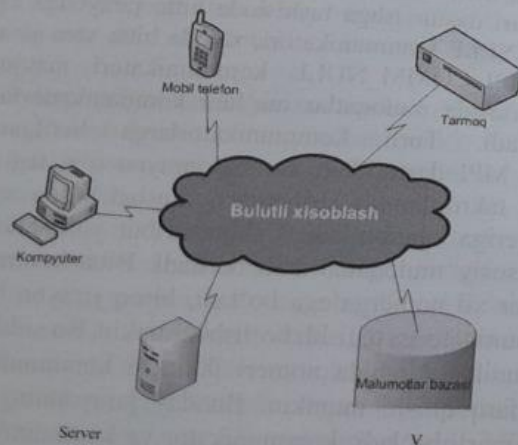 Mobil telefon
Tarmoq
Bulutli xisoblash
Kompyuter
Malumotlar bazasi
Server
V